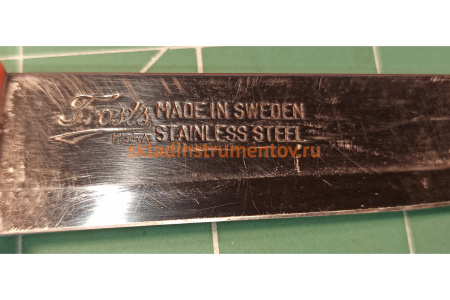 Frost's MADE IN SWEDEN
STAINLESS STEEL
skladinstrumentov.ru